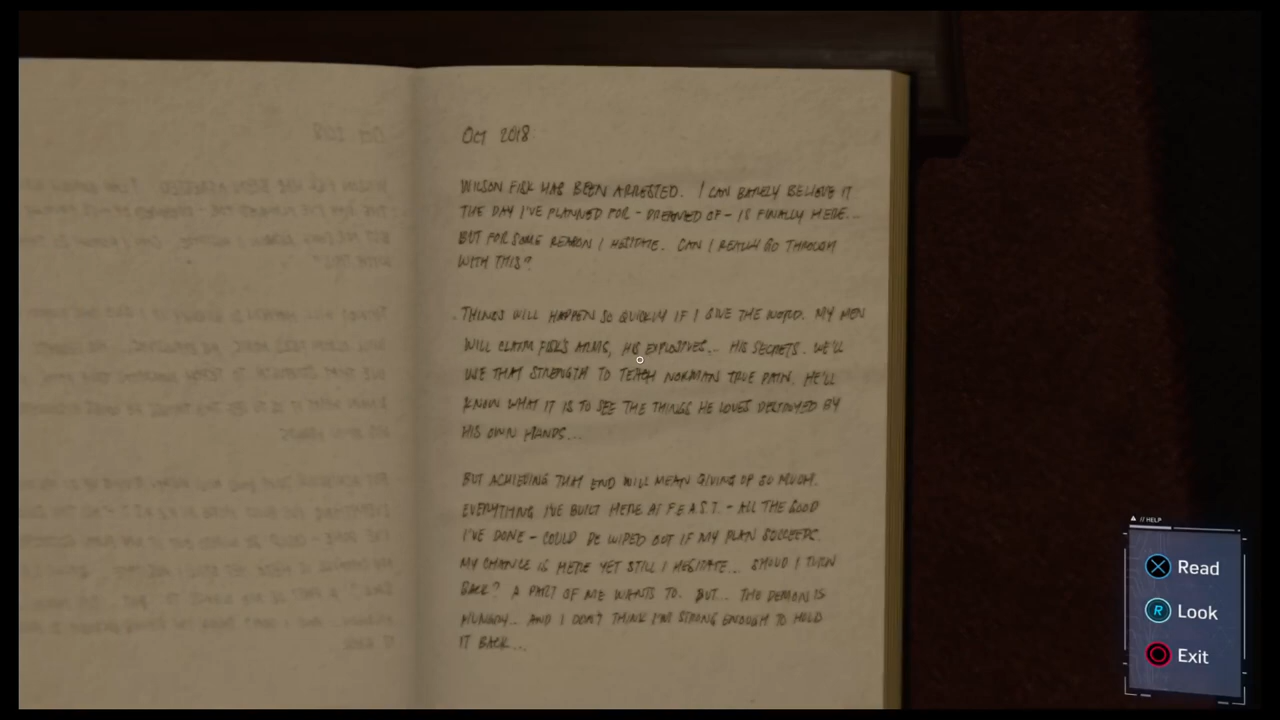 Oct 2018
WILSON FISK HAS BEEN ARRESTED. I CAN BARELY BELIEVE IT
THE DAY I'VE PLANNED FOR - DREAMED OF - IS FINALLY HERE...
BUT FOR SOME REASON I HESITATE. CAN I REALLY GO THROUGH
WITH THIS?
THINGS WILL HAPPEN SO QUICKLY IF I GIVE THE WORD. MY MEN
WILL CLAIM FISK'S ARMS, HIS EXPLOSIVES... HIS SECRETS. WE'LL
USE THAT STRENGTH TO TEACH NORMAN TRUE PAIN. HE'LL
KNOW WHAT IT IS TO SEE THE THINGS HE LOVES DESTROYED BY
HIS OWN HANDS...
BUT ACHIEVING THAT END WILL MEAN GIVING UP SO MUCH.
EVERYTHING I'VE BUILT HERE AT F.E.A.S.T. - ALL THE GOOD
I'VE DONE - COULD BE WIPED OUT IF MY PLAN SUCCEEDS.
MY CHANCE IS HERE YET STILL I HESITATE... SHOULD I TURN
BACK? A PART OF ME WANTS TO. BUT... THE DEMON IS
HUNGRY... AND I DON'T THINK I'M STRONG ENOUGH TO HOLD
IT BACK...
// HELP
Read
R Look
Exit